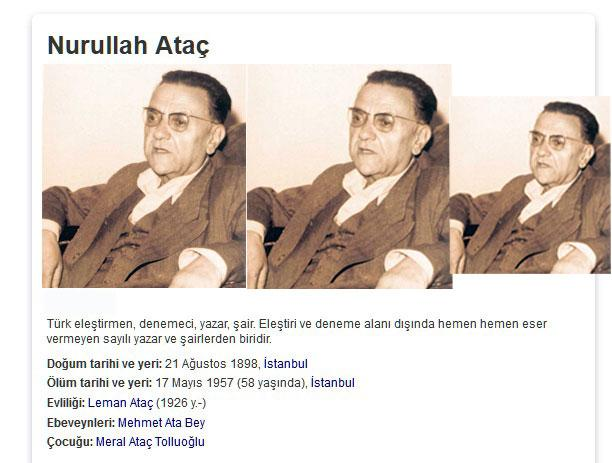 Nurullah Ataç
Türk eleştirmen, denemeci, yazar, şair. Eleştiri ve deneme alanı dışında hemen hemen eser
vermeyen sayılı yazar ve şairlerden biridir.
Doğum tarihi ve yeri: 21 Ağustos 1898, İstanbul
Ölüm tarihi ve yeri: 17 Mayıs 1957 (58 yaşında), İstanbul
Evliliği: Leman Ataç (1926 y.-)
Ebeveynleri: Mehmet Ata Bey
Çocuğu: Meral Ataç Tolluoğlu